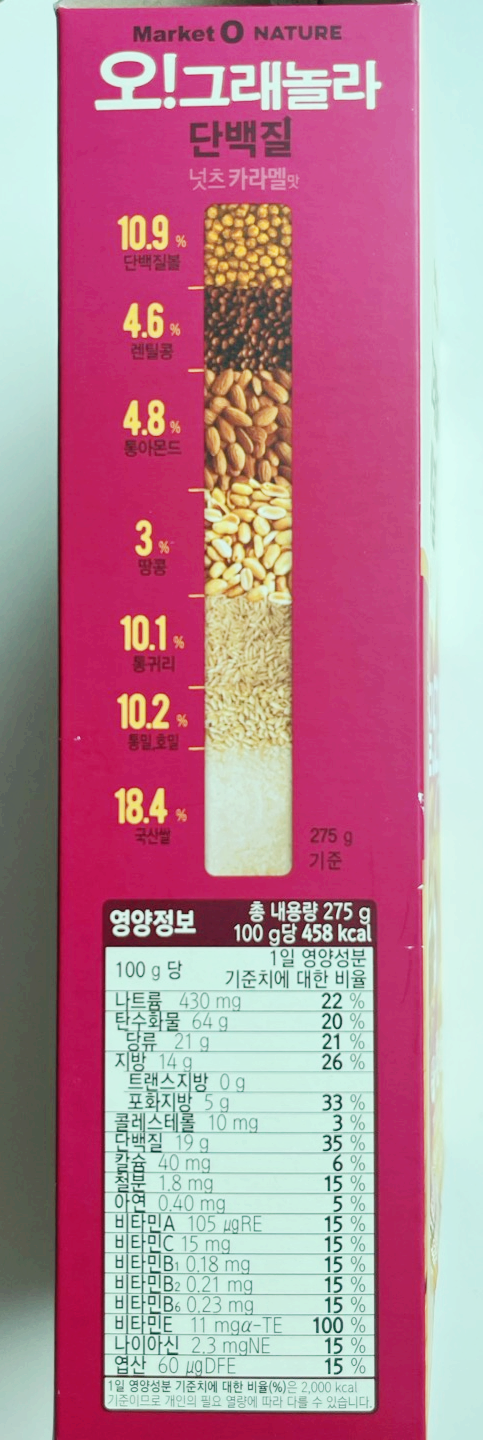 Market O NATURE
오!그래놀라
단백질
넛츠 카라멜맛
10.9 %
단백질볼
4.6 %
렌틸콩
4.8 %
통아몬드
3 %
땅콩
10.1 %
통귀리
10.2 %
통밀,호밀
18.4 %
국산쌀
275 g
기준
영양정보
총 내용량 275 g
100 g당 458 kcal
100 g 당
1일 영양성분
기준치에 대한 비율
나트륨 430 mg 22 %
탄수화물 64 g 20 %
당류 21 g 21 %
지방 14 g 26 %
트랜스지방 0 g
포화지방 5 g 33 %
콜레스테롤 10 mg 3 %
단백질 19 g 35 %
칼슘 40 mg 6 %
철분 1.8 mg 15 %
아연 0.40 mg 5 %
비타민A 105 μgRE 15 %
비타민C 15 mg 15 %
비타민B₁ 0.18 mg 15 %
비타민B₂ 0.21 mg 15 %
비타민B₆ 0.23 mg 15 %
비타민E 11 mgα-TE 100 %
나이아신 2.3 mgNE 15 %
엽산 60 μgDFE 15 %
1일 영양성분 기준치에 대한 비율(%)은 2,000 kcal
기준이므로 개인의 필요 열량에 따라 다를 수 있습니다.